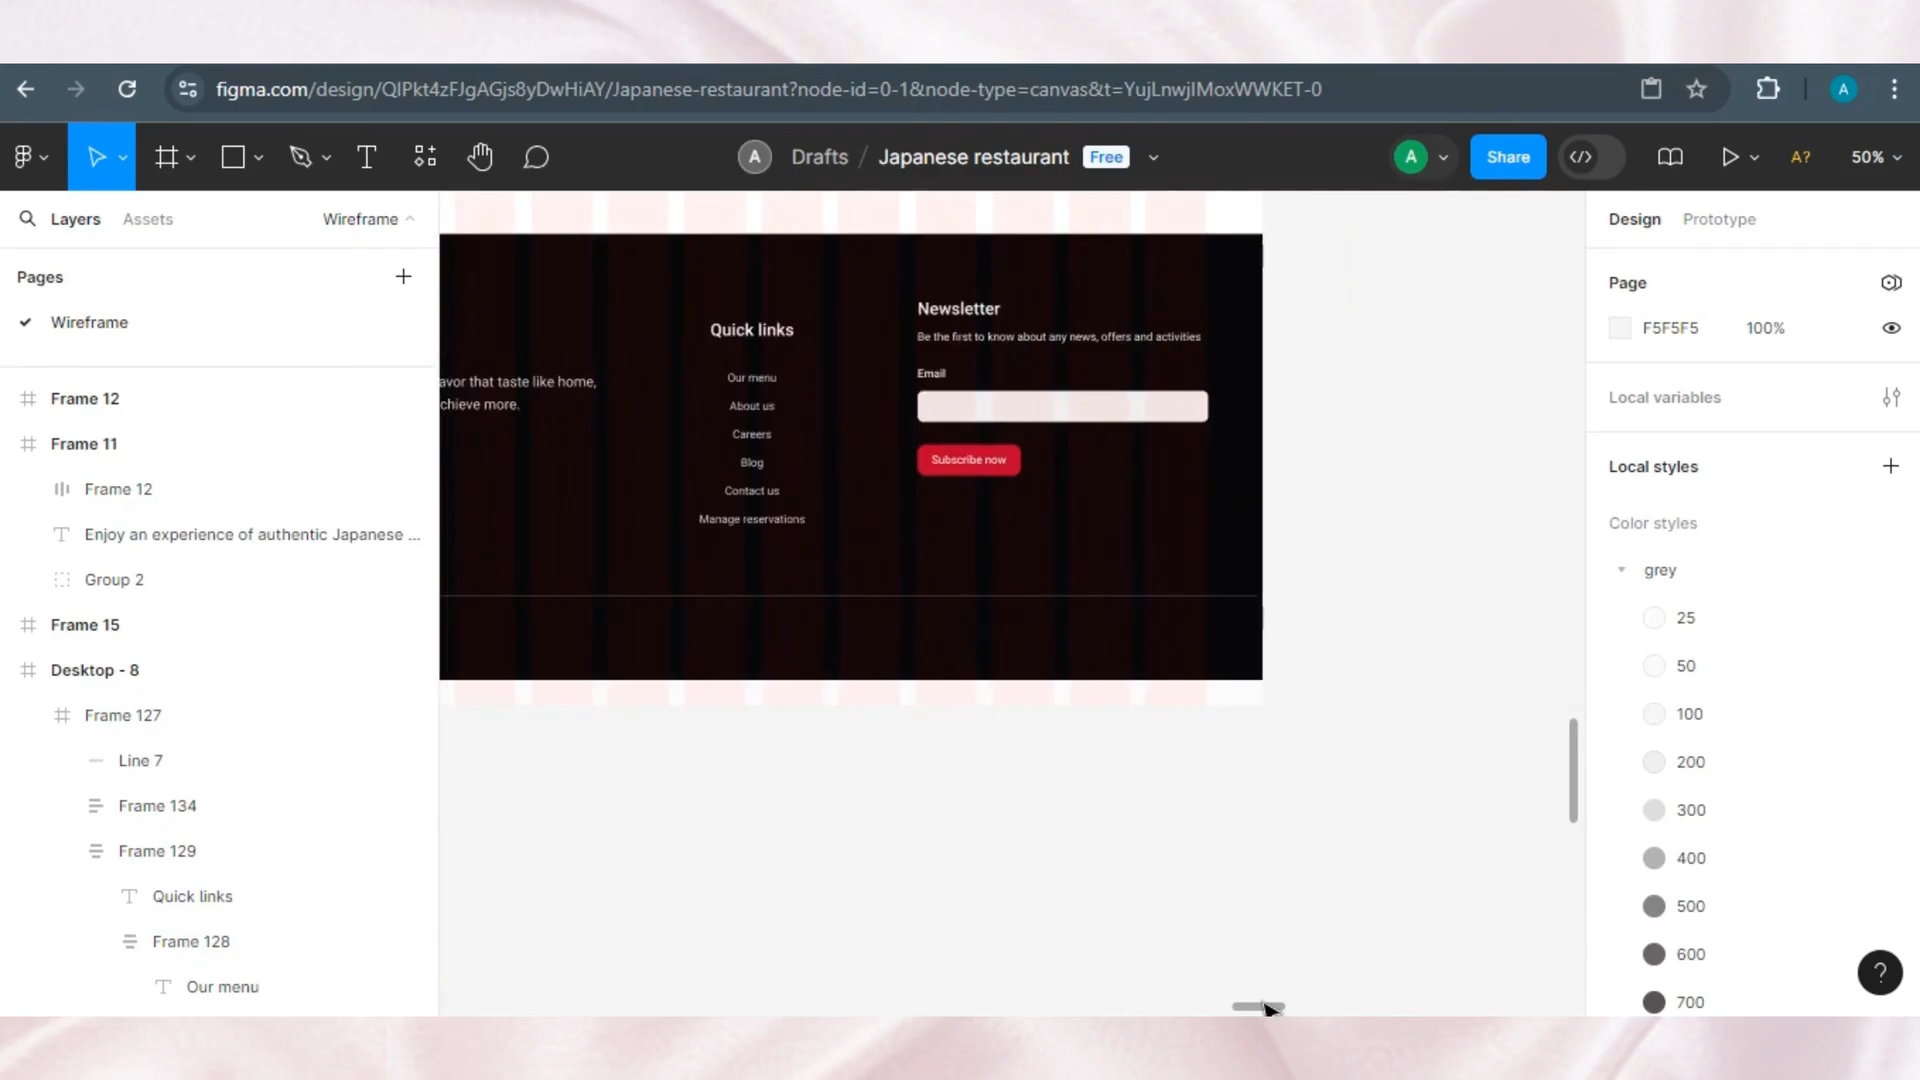 figma.com/design/QIPkt4zFJgAGjs8yDwHiAY/Japanese-restaurant?node-id=0-1&node-type=canvas&t=YujLnwjIMoxWWKET-0
A
A Drafts / Japanese restaurant Free
A Share A? 50%
Layers Assets Wireframe
Pages
Wireframe
Frame 12
Frame 11
Frame 12
Enjoy an experience of authentic Japanese ...
Group 2
Frame 15
Desktop - 8
Frame 127
Line 7
Frame 134
Frame 129
Quick links
Frame 128
Our menu
avor that taste like home,
chieve more.
Quick links
Our menu
About us
Careers
Blog
Contact us
Manage reservations
Newsletter
Be the first to know about any news, offers and activities
Email
Subscribe now
Design Prototype
Page
F5F5F5 100%
Local variables
Local styles
Color styles
grey
25
50
100
200
300
400
500
600
700
?